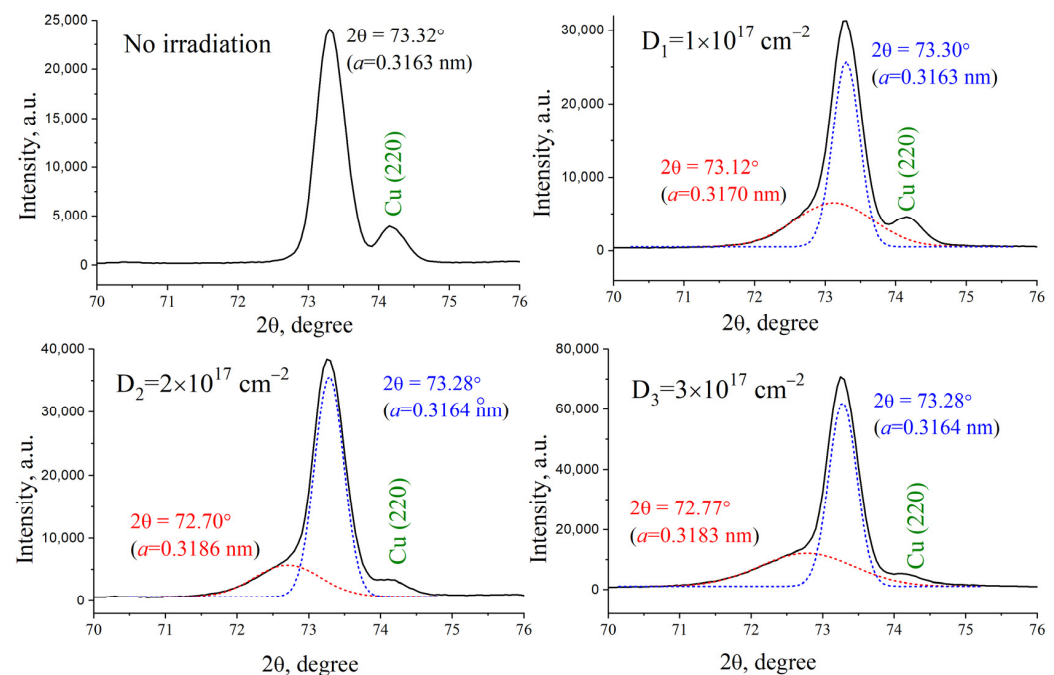 No irradiation
2θ = 73.32°
(a=0.3163 nm)
Cu (220)
Intensity, a.u.
25,000
20,000
15,000
10,000
5,000
0
70 71 72 73 74 75 76
2θ, degree
D₁=1×10¹⁷ cm⁻²
2θ = 73.30°
(a=0.3163 nm)
2θ = 73.12°
(a=0.3170 nm)
Cu (220)
Intensity, a.u.
30,000
20,000
10,000
0
70 71 72 73 74 75 76
2θ, degree
D₂=2×10¹⁷ cm⁻²
2θ = 73.28°
(a=0.3164 nm)
2θ = 72.70°
(a=0.3186 nm)
Cu (220)
Intensity, a.u.
40,000
30,000
20,000
10,000
0
70 71 72 73 74 75 76
2θ, degree
D₃=3×10¹⁷ cm⁻²
2θ = 73.28°
(a=0.3164 nm)
2θ = 72.77°
(a=0.3183 nm)
Cu (220)
Intensity, a.u.
80,000
60,000
40,000
20,000
0
70 71 72 73 74 75 76
2θ, degree